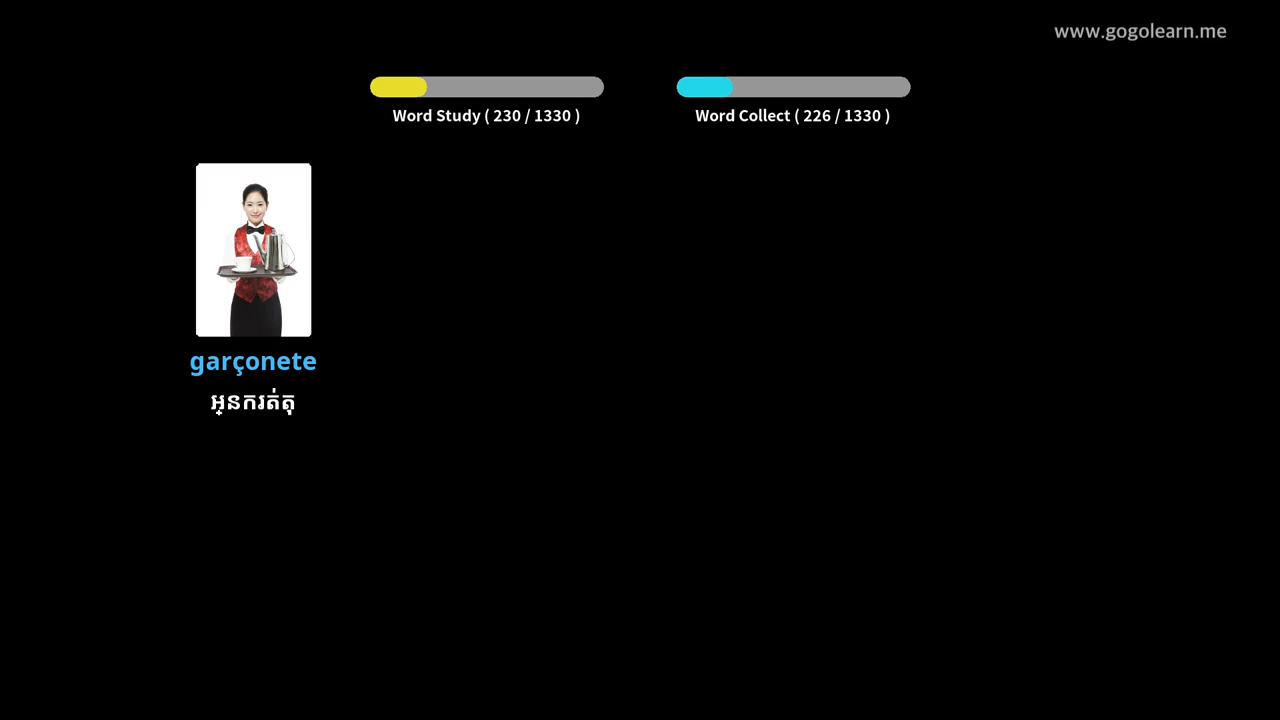 www.gogolearn.me
Word Study ( 230 / 1330 )
Word Collect ( 226 / 1330 )
garçonete
អ្នករត់តុ